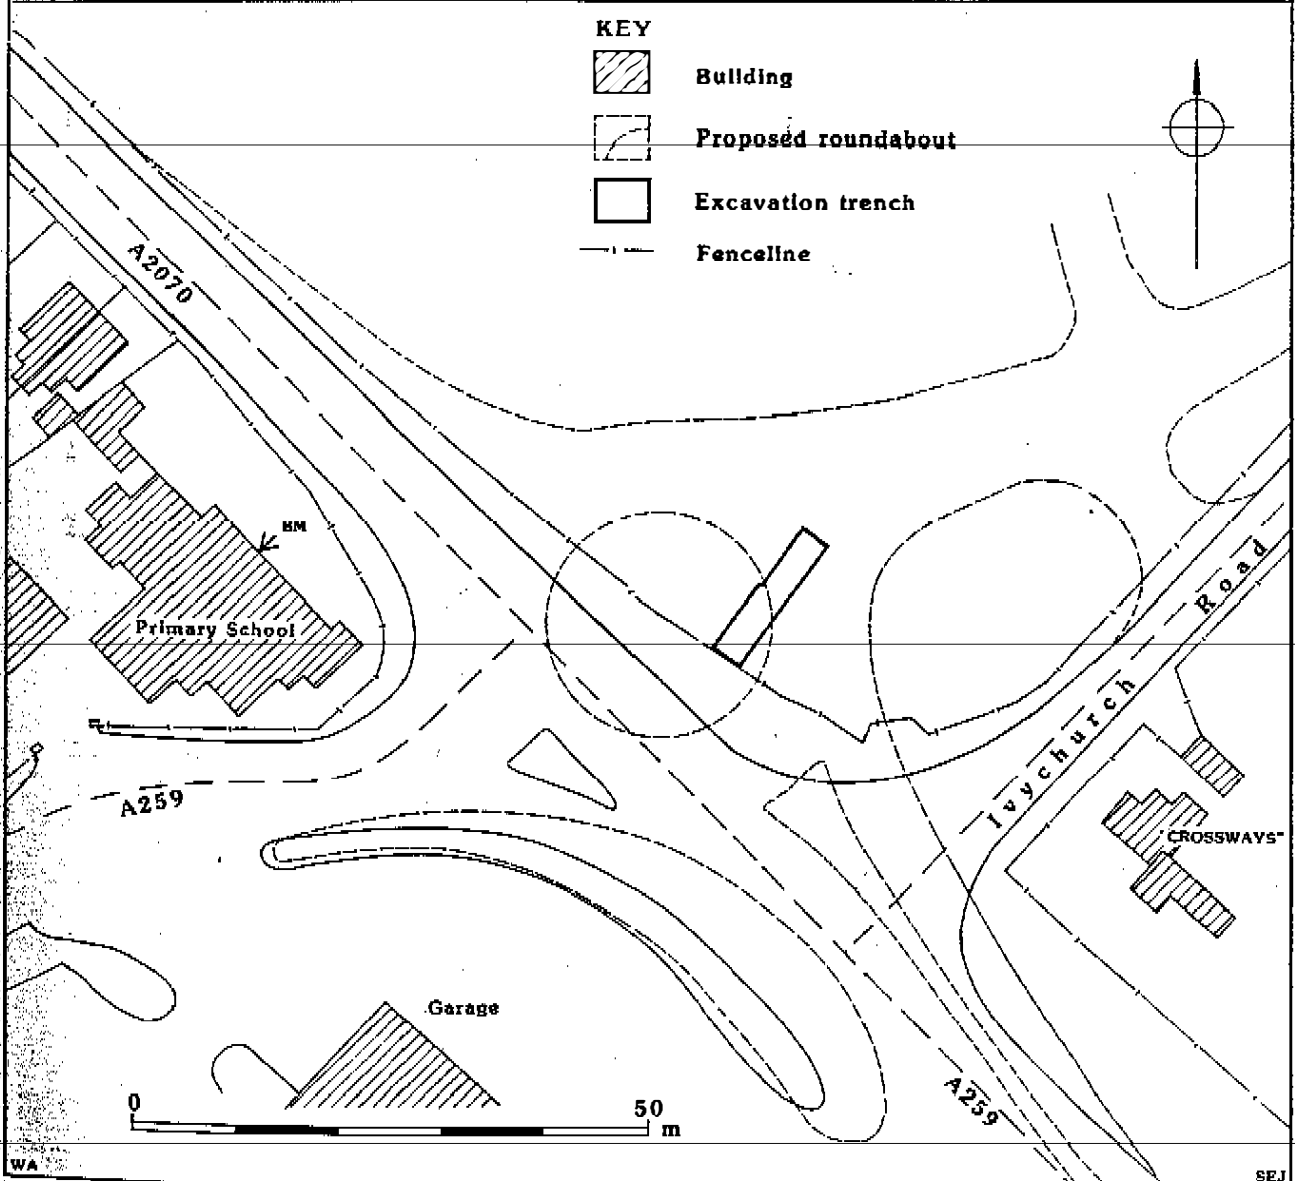 KEY
Building
Proposed roundabout
Excavation trench
Fenceline
A2070
BM
Primary School
Ivychurch Road
A259
"CROSSWAYS"
Garage
0 50
m
A259
WA
SEJ